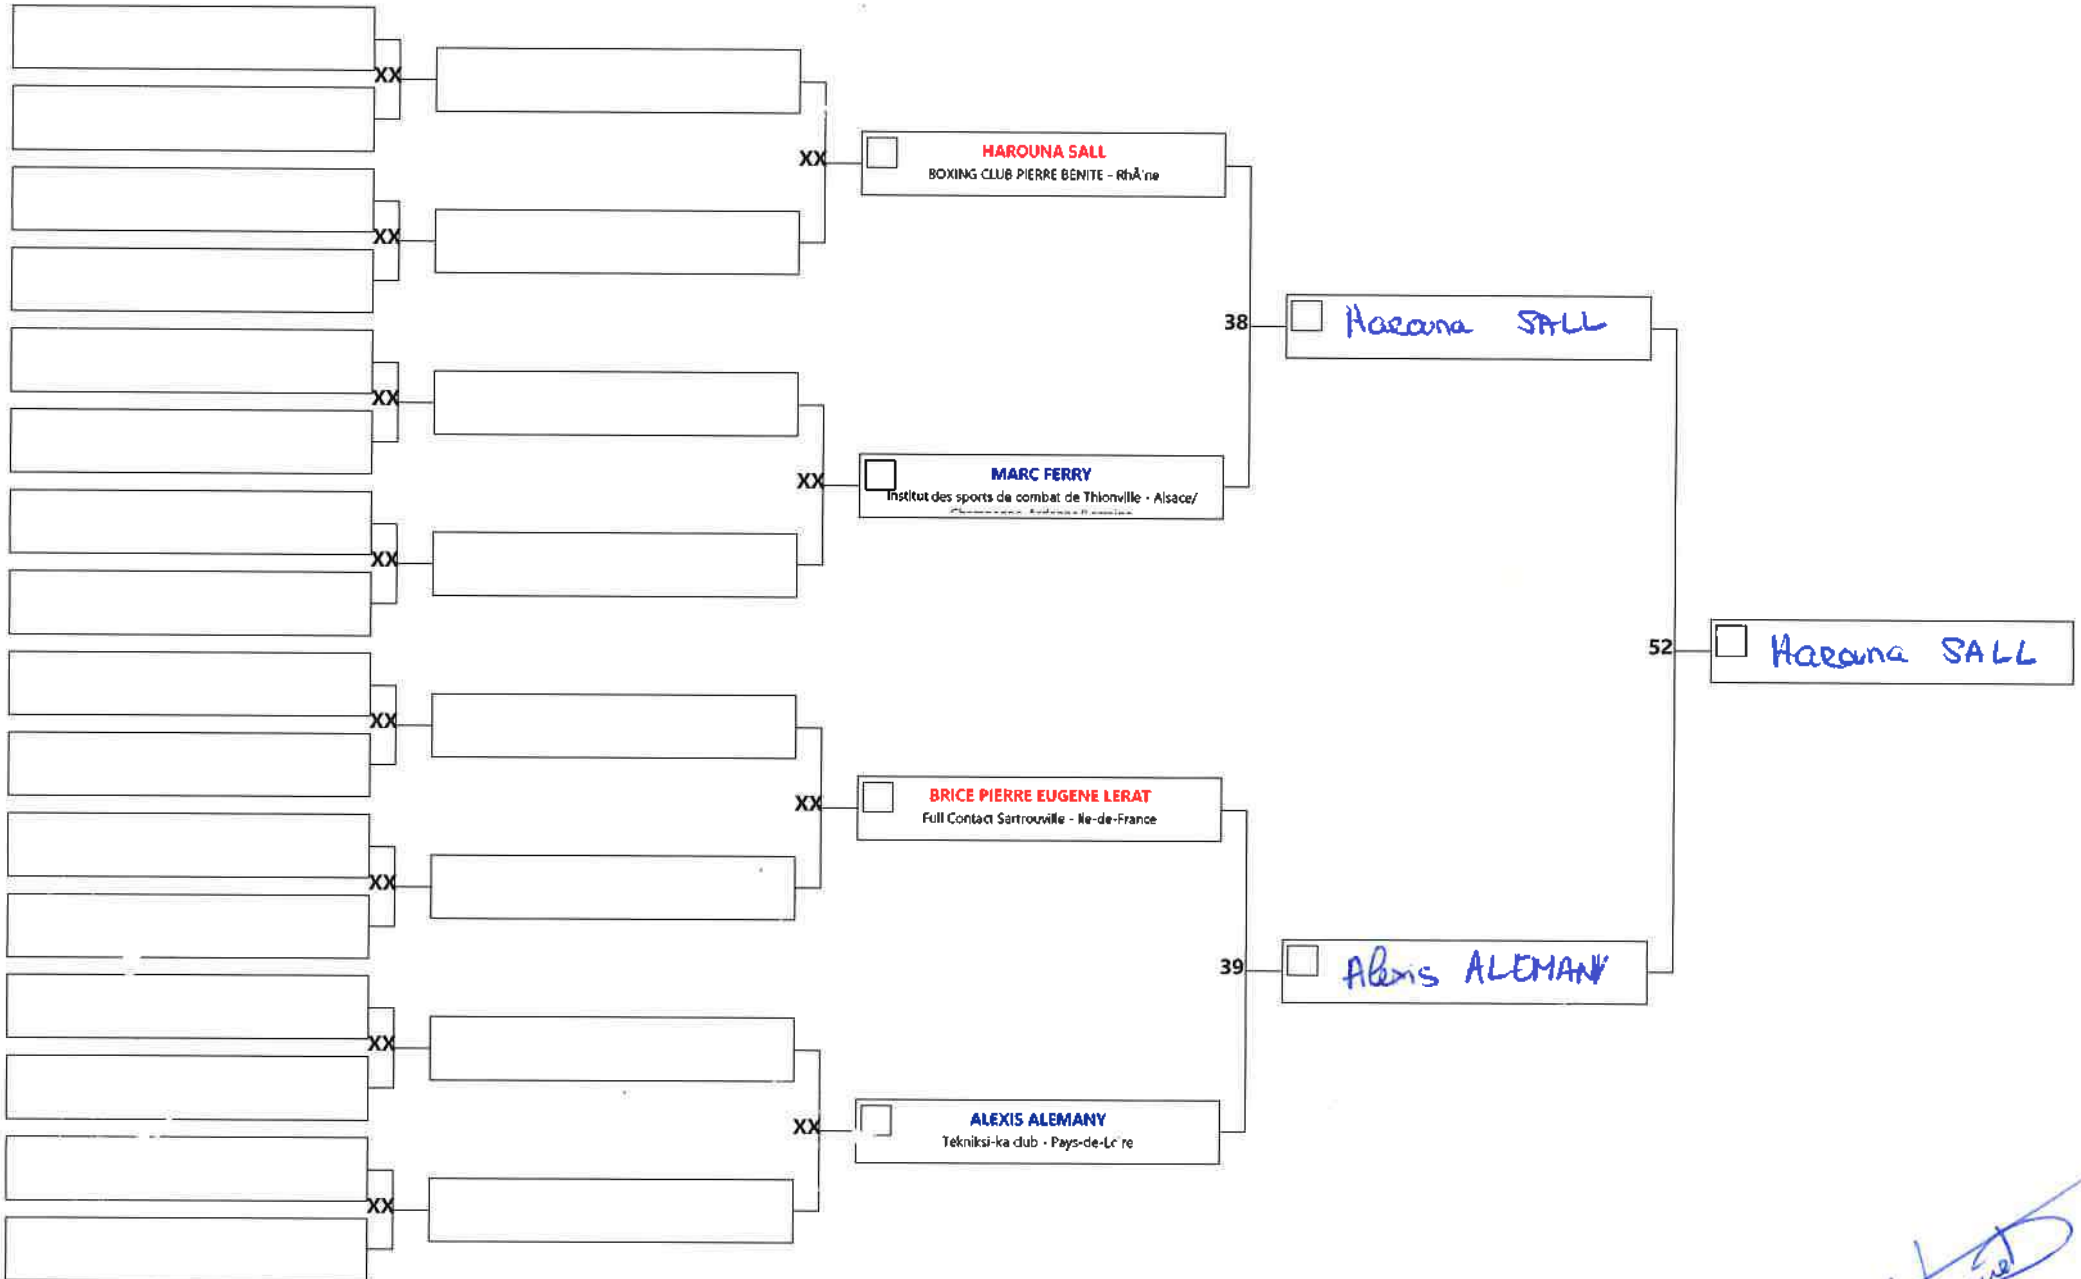 XX
XX
HAROUNA SALL
BOXING CLUB PIERRE BENITE - RhÃ´ne
XX
38
Harouna SALL
XX
XX
MARC FERRY
Institut des sports de combat de Thionville - Alsace/
XX
52
Harouna SALL
XX
XX
BRICE PIERRE EUGENE LERAT
Full Contact Sartrouville - Ile-de-France
XX
39
Alexis ALEMANY
XX
XX
ALEXIS ALEMANY
Tekniksi-ka club - Pays-de-Loire
XX